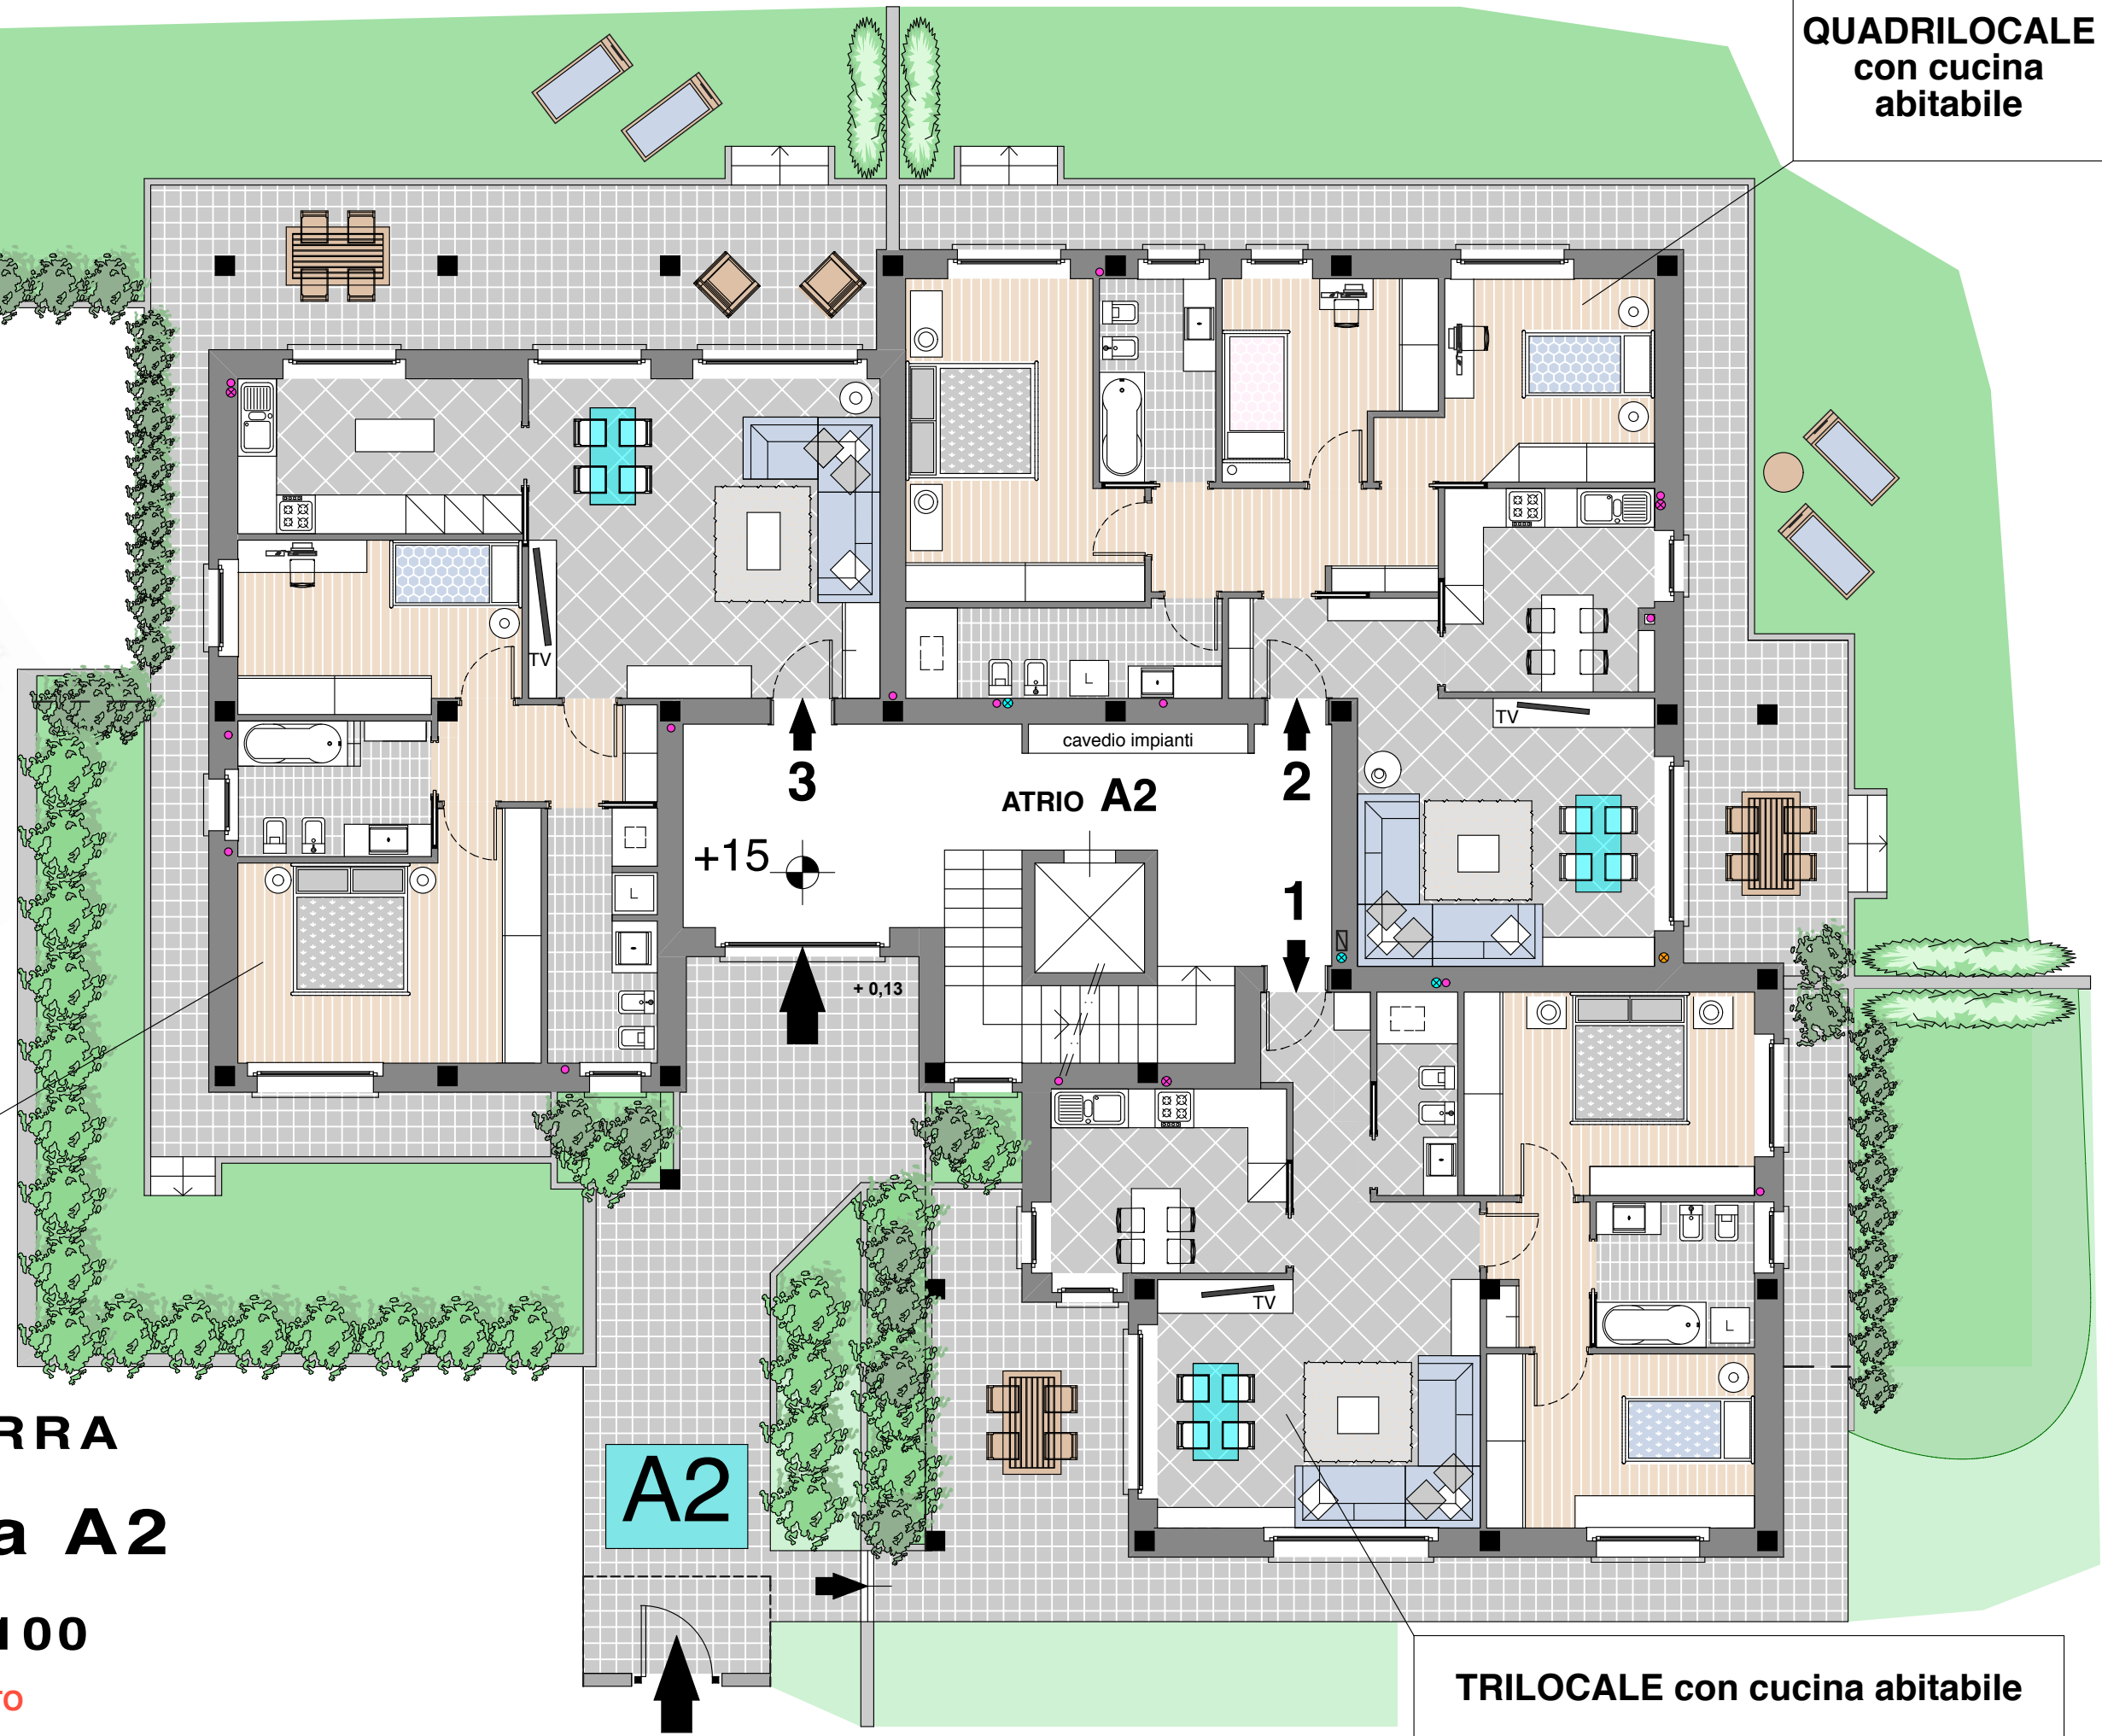 QUADRILOCALE
con cucina
abitabile
TV
L
TV
cavedio impianti
3
2
ATRIO A2
+15
L
1
+ 0,13
TV
L
RRA
a A2
A2
100
TO
TRILOCALE con cucina abitabile